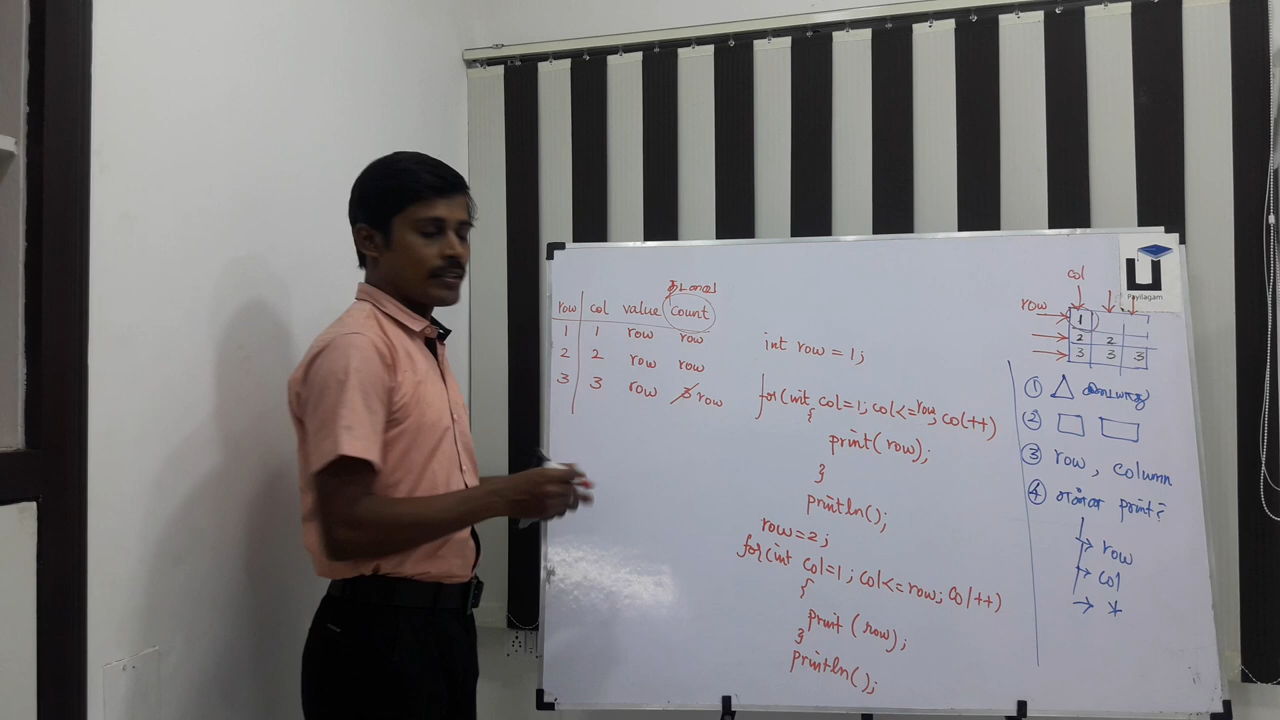 தடவை
row col value count
1 1 row row
2 2 row row
3 3 row 3 row
int row = 1;
for(int col=1; col<=row; col++)
{
print(row);
}
println();
row=2;
for(int col=1; col<=row; col++)
{
print (row);
}
println();
Payilagam
col
row
1
2 2
3 3 3
① △ கிடையாது
②
③ row, column
④ என்ன print?
→ row
→ col
→ *